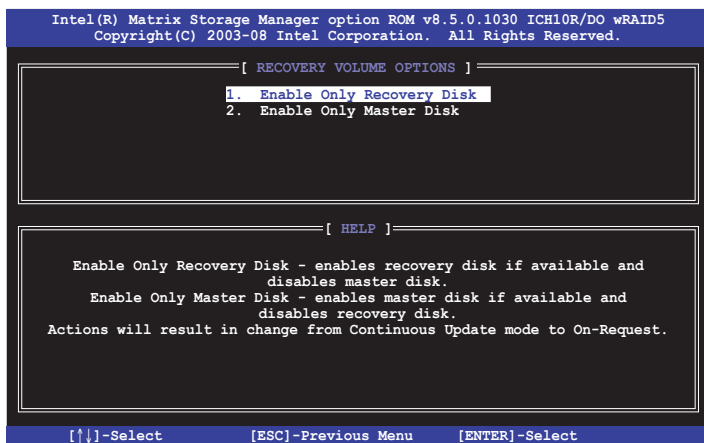 Intel(R) Matrix Storage Manager option ROM v8.5.0.1030 ICH10R/DO wRAID5
Copyright(C) 2003-08 Intel Corporation. All Rights Reserved.
[ RECOVERY VOLUME OPTIONS ]
1. Enable Only Recovery Disk
2. Enable Only Master Disk
[ HELP ]
Enable Only Recovery Disk - enables recovery disk if available and
disables master disk.
Enable Only Master Disk - enables master disk if available and
disables recovery disk.
Actions will result in change from Continuous Update mode to On-Request.
[↑↓]-Select [ESC]-Previous Menu [ENTER]-Select